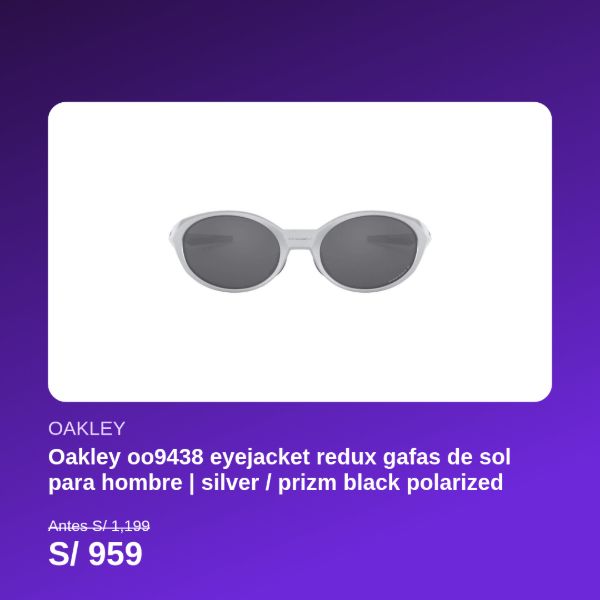 OAKLEY
Oakley oo9438 eyejacket redux gafas de sol
para hombre | silver / prizm black polarized
Antes S/ 1,199
S/ 959